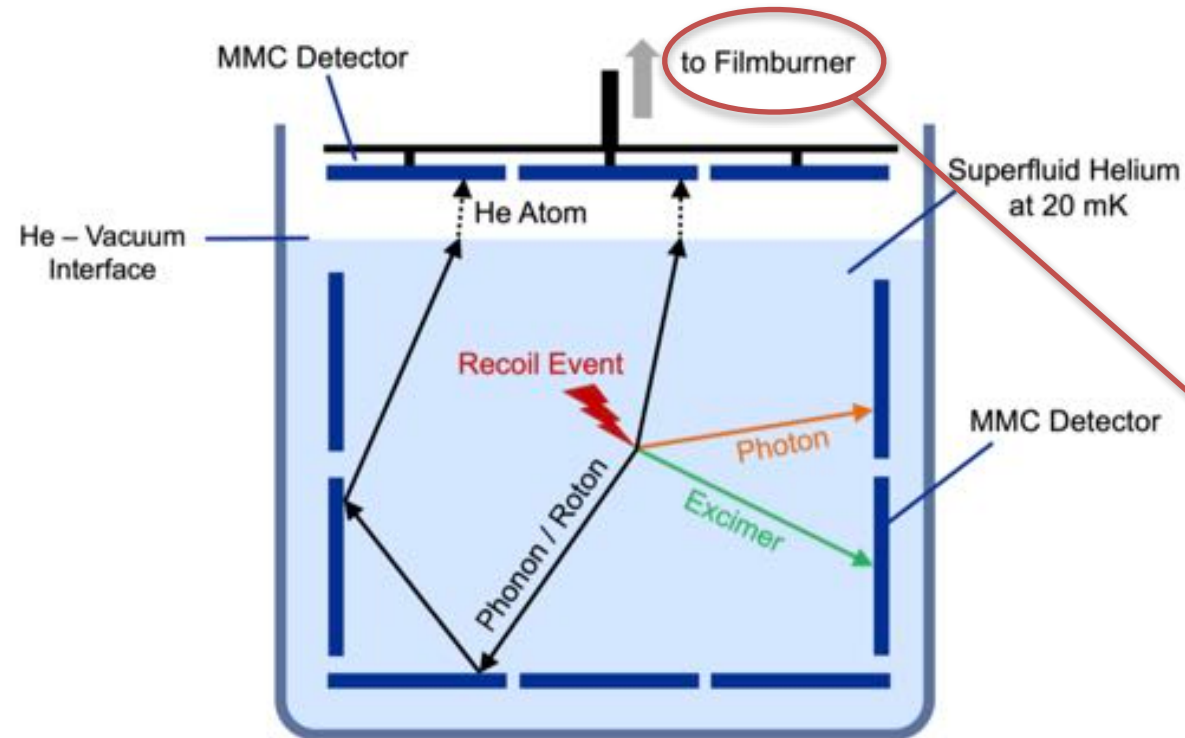 MMC Detector
to Filmburner
Superfluid Helium
at 20 mK
He Atom
He – Vacuum
Interface
Recoil Event
MMC Detector
Photon
Excimer
Phonon / Roton